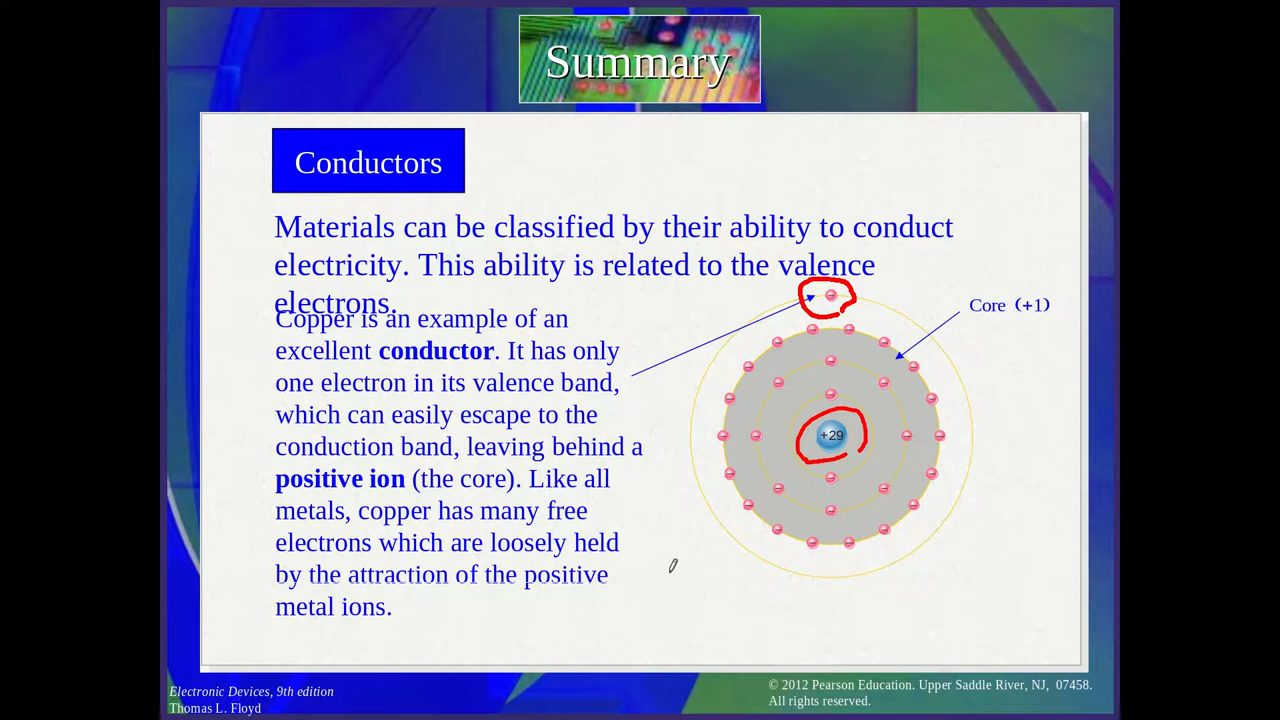 Summary
Conductors
Materials can be classified by their ability to conduct
electricity. This ability is related to the valence
electrons.
Copper is an example of an
excellent conductor. It has only
one electron in its valence band,
which can easily escape to the
conduction band, leaving behind a
positive ion (the core). Like all
metals, copper has many free
electrons which are loosely held
by the attraction of the positive
metal ions.
Core (+1)
+29
Electronic Devices, 9th edition
Thomas L. Floyd
© 2012 Pearson Education. Upper Saddle River, NJ, 07458.
All rights reserved.